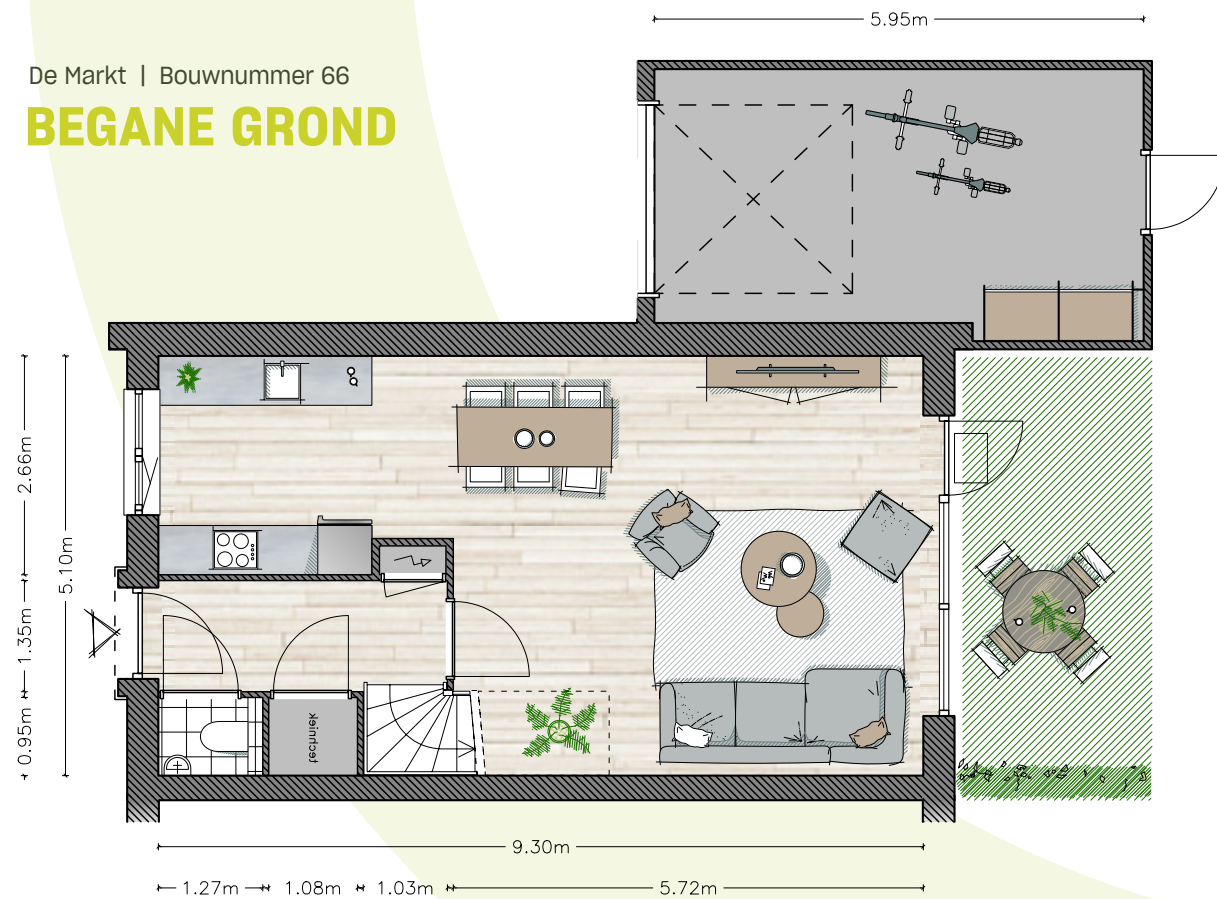 5.95m
De Markt | Bouwnummer 66
BEGANE GROND
2.66m
5.10m
1.35m
0.95m
techniek
9.30m
1.27m
1.08m
1.03m
5.72m